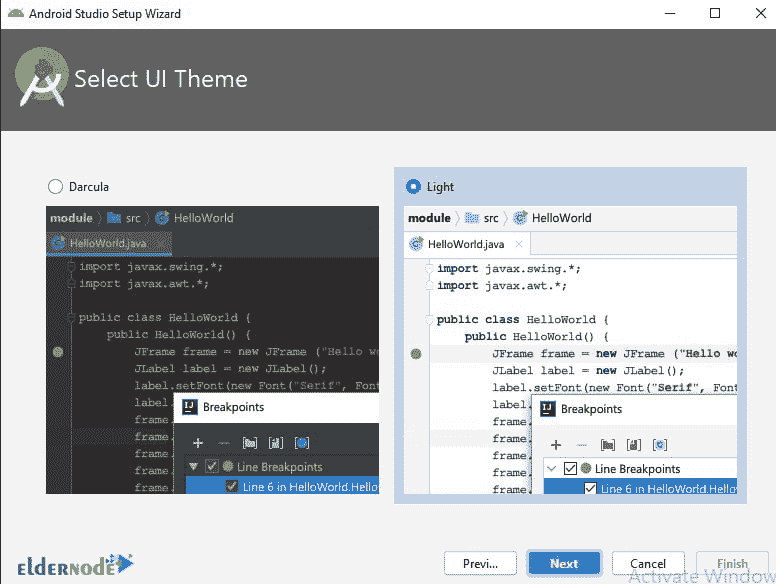 Android Studio Setup Wizard
Select UI Theme
Darcula
module src HelloWorld
HelloWorld.java
import javax.swing.*;
import javax.awt.*;
public class HelloWorld {
public HelloWorld() {
JFrame frame = new JFrame ("Hello wo
JLabel label = new JLabel();
label.setFont(new Font("Serif", Font
label.
frame.
frame.
frame.
frame.
frame.
Breakpoints
Line Breakpoints
Line 6 in HelloWorld.Hello
Light
module src HelloWorld
HelloWorld.java
import javax.swing.*;
import javax.awt.*;
public class HelloWorld {
public HelloWorld() {
JFrame frame = new JFrame ("Hello wo
JLabel label = new JLabel();
label.setFont(new Font("Serif", Font
label.
frame.
frame.
frame.
frame.
frame.
Breakpoints
Line Breakpoints
Line 6 in HelloWorld.Hello
eldernode
Previ...
Next
Cancel
Finish
Activate Window